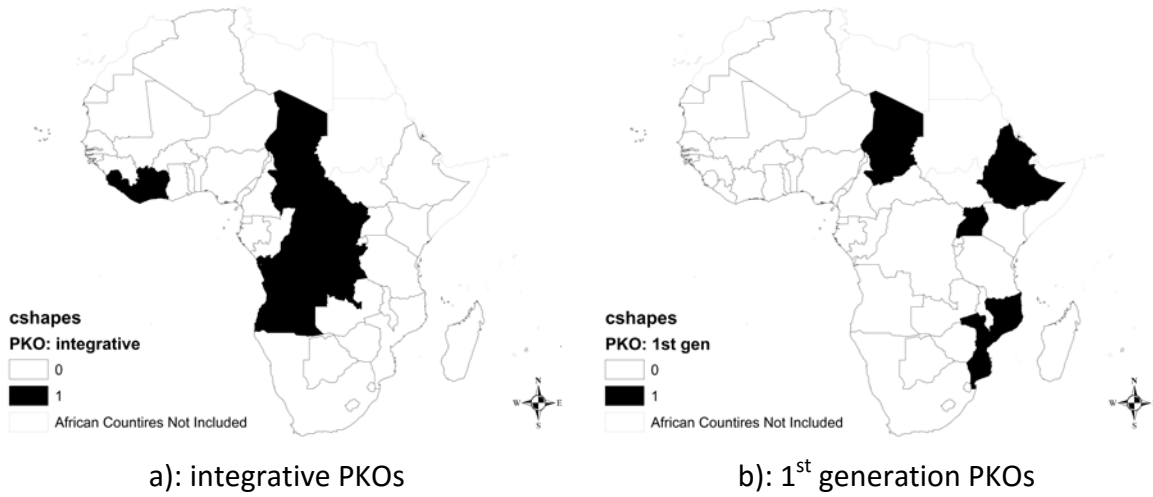 cshapes
PKO: integrative
0
1
African Countires Not Included
N
W E
S
a): integrative PKOs
cshapes
PKO: 1st gen
0
1
African Countires Not Included
N
W E
S
b): 1st generation PKOs